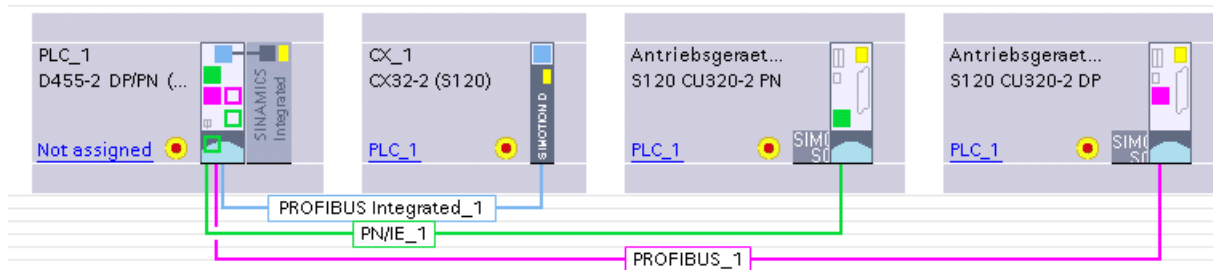 PLC_1
D455-2 DP/PN (...
Not assigned
SINAMICS
Integrated
CX_1
CX32-2 (S120)
PLC_1
SIMOTION D
Antriebsgeraet...
S120 CU320-2 PN
PLC_1
Antriebsgeraet...
S120 CU320-2 DP
PLC_1
PROFIBUS Integrated_1
PN/IE_1
PROFIBUS_1